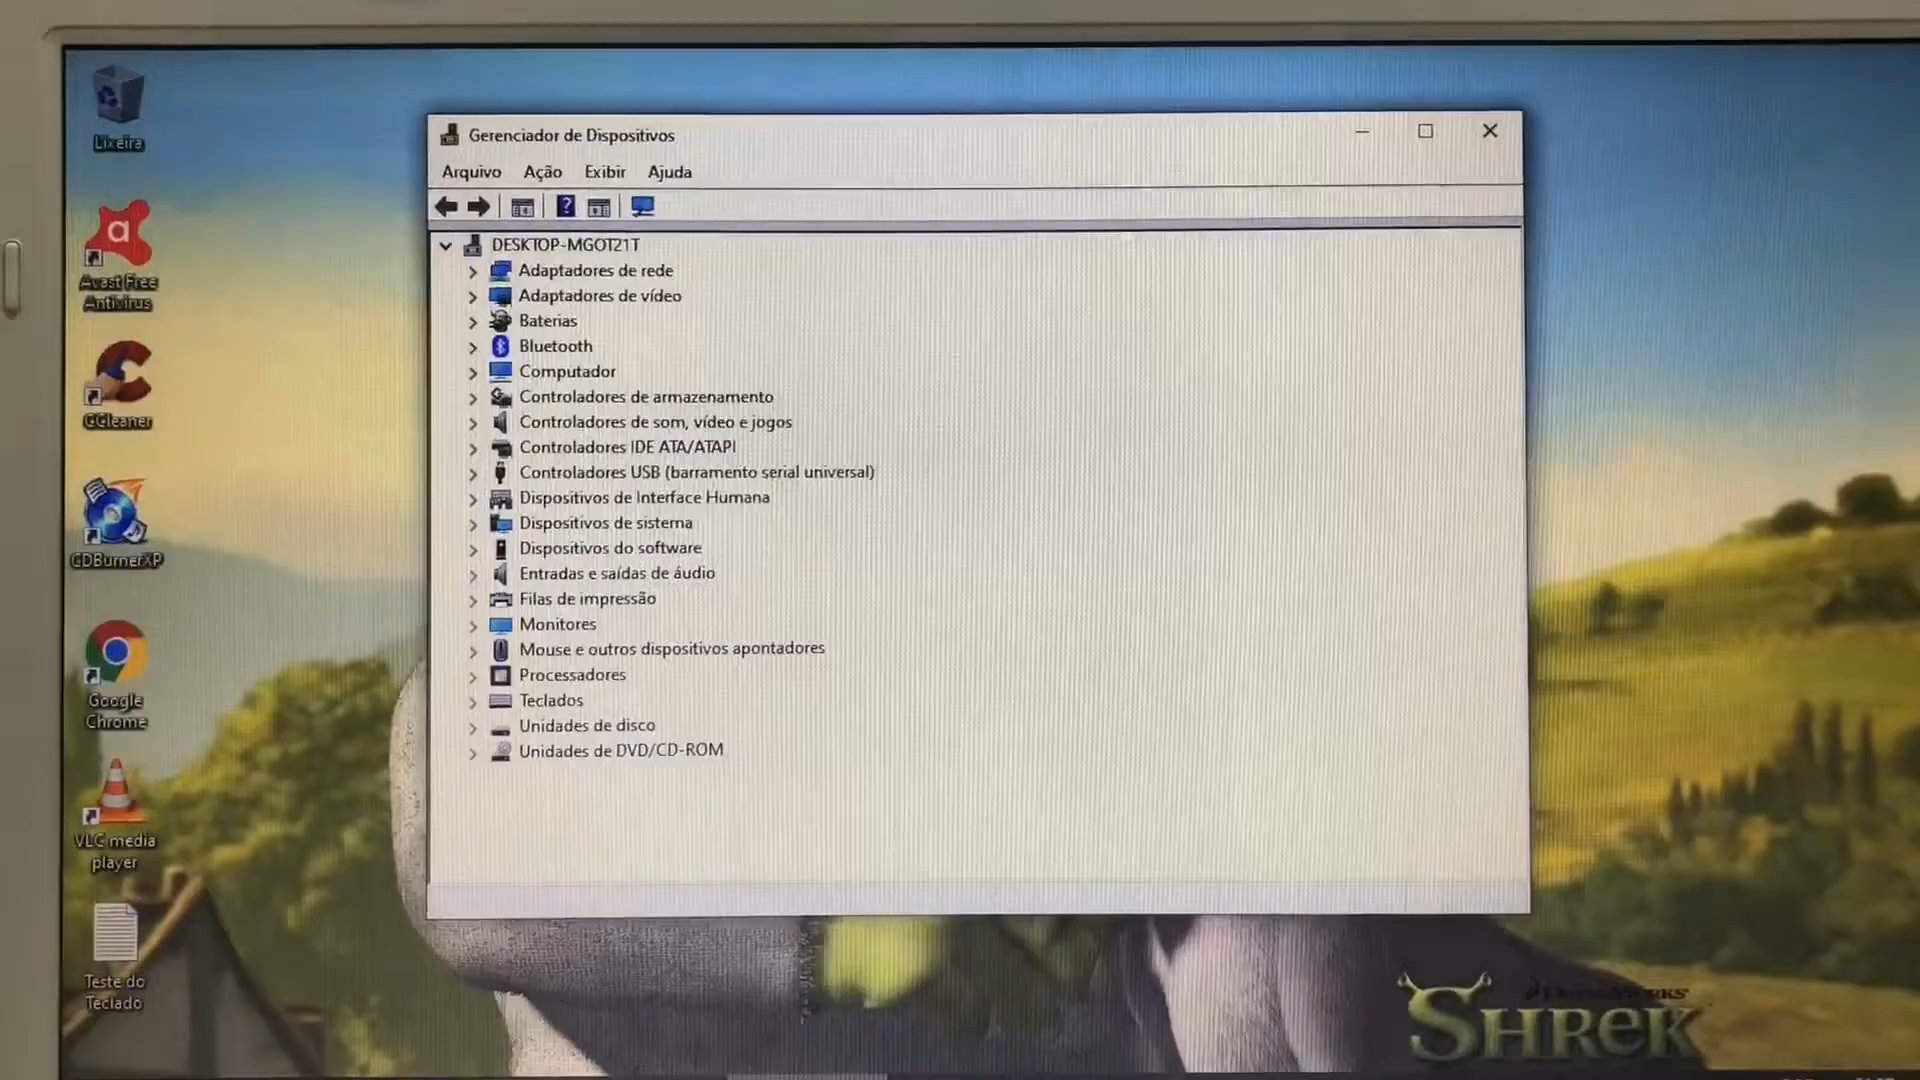 Lixeira
Avast Free
Antivirus
CCleaner
CDBurnerXP
Google
Chrome
VLC media
player
Teste do
Teclado
Gerenciador de Dispositivos
Arquivo Ação Exibir Ajuda
DESKTOP-MGOT21T
Adaptadores de rede
Adaptadores de vídeo
Baterias
Bluetooth
Computador
Controladores de armazenamento
Controladores de som, vídeo e jogos
Controladores IDE ATA/ATAPI
Controladores USB (barramento serial universal)
Dispositivos de Interface Humana
Dispositivos de sistema
Dispositivos do software
Entradas e saídas de áudio
Filas de impressão
Monitores
Mouse e outros dispositivos apontadores
Processadores
Teclados
Unidades de disco
Unidades de DVD/CD-ROM
DREAMWORKS
SHREK